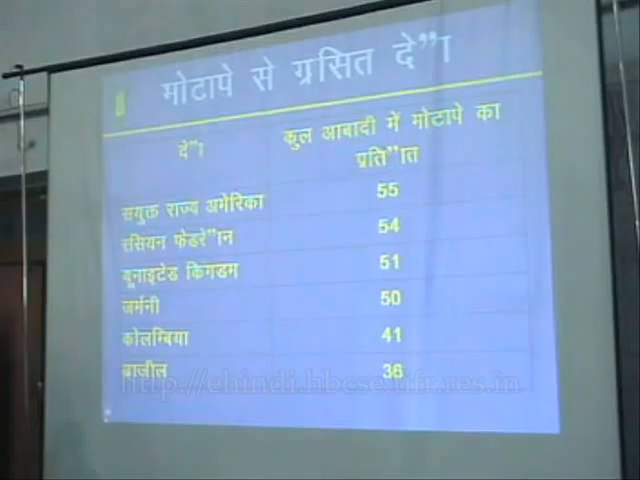 मोटापे से ग्रसित दे”ा
दे”ा
कुल आबादी में मोटापे का
प्रति”ात
सयुक्त राज्य अमेरिका 55
रसियन फेडरे”ान 54
यूनाइटेड किंगडम 51
जर्मनी 50
कोलम्बिया 41
ब्राजील 36
http://ehindi.hbcse.tifr.res.in